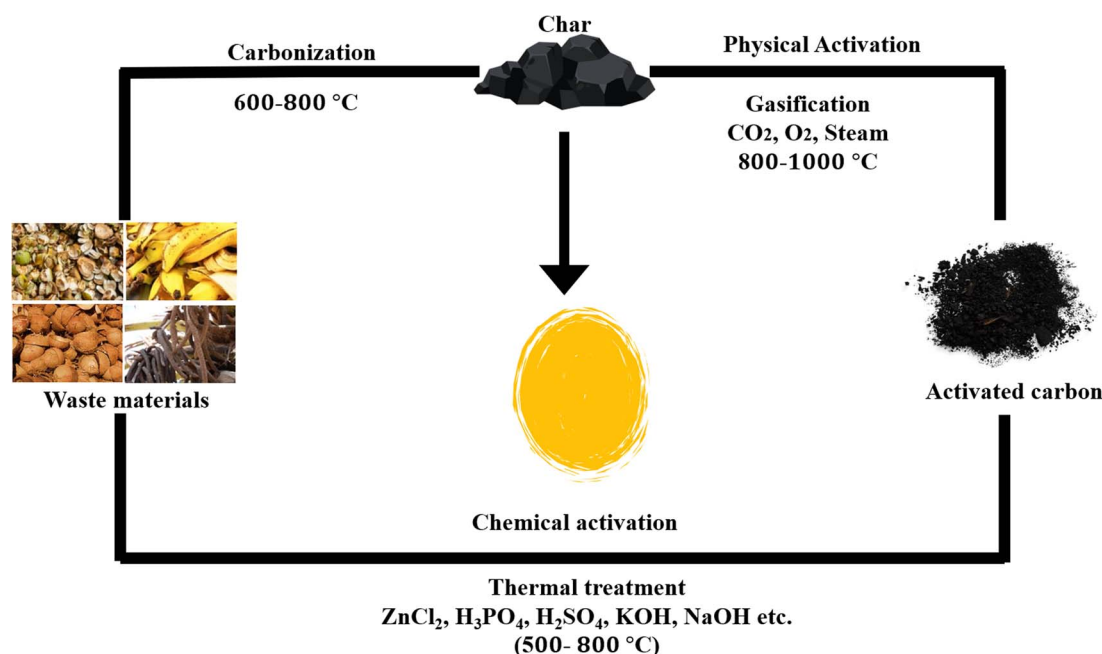 Char
Carbonization
600-800 °C
Physical Activation
Gasification
CO2, O2, Steam
800-1000 °C
Waste materials
Activated carbon
Chemical activation
Thermal treatment
ZnCl₂, H₃PO₄, H₂SO₄, KOH, NaOH etc.
(500- 800 °C)